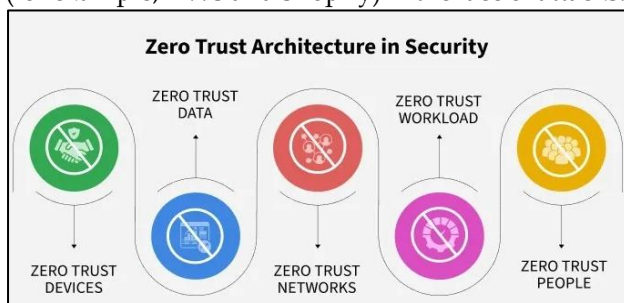 Zero Trust Architecture in Security
ZERO TRUST
DATA
ZERO TRUST
WORKLOAD
ZERO TRUST
DEVICES
ZERO TRUST
NETWORKS
ZERO TRUST
PEOPLE